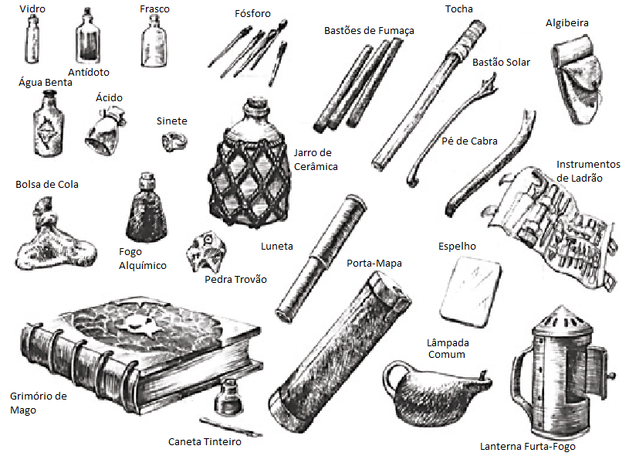 Vidro
Frasco
Fósforo
Tocha
Algibeira
Bastões de Fumaça
Bastão Solar
Antídoto
Água Benta
Ácido
Sinete
Pé de Cabra
Jarro de
Cerâmica
Instrumentos
de Ladrão
Bolsa de Cola
Fogo
Alquímico
Pedra Trovão
Luneta
Porta-Mapa
Espelho
Lâmpada
Comum
Grimório de
Mago
Caneta Tinteiro
Lanterna Furta-Fogo